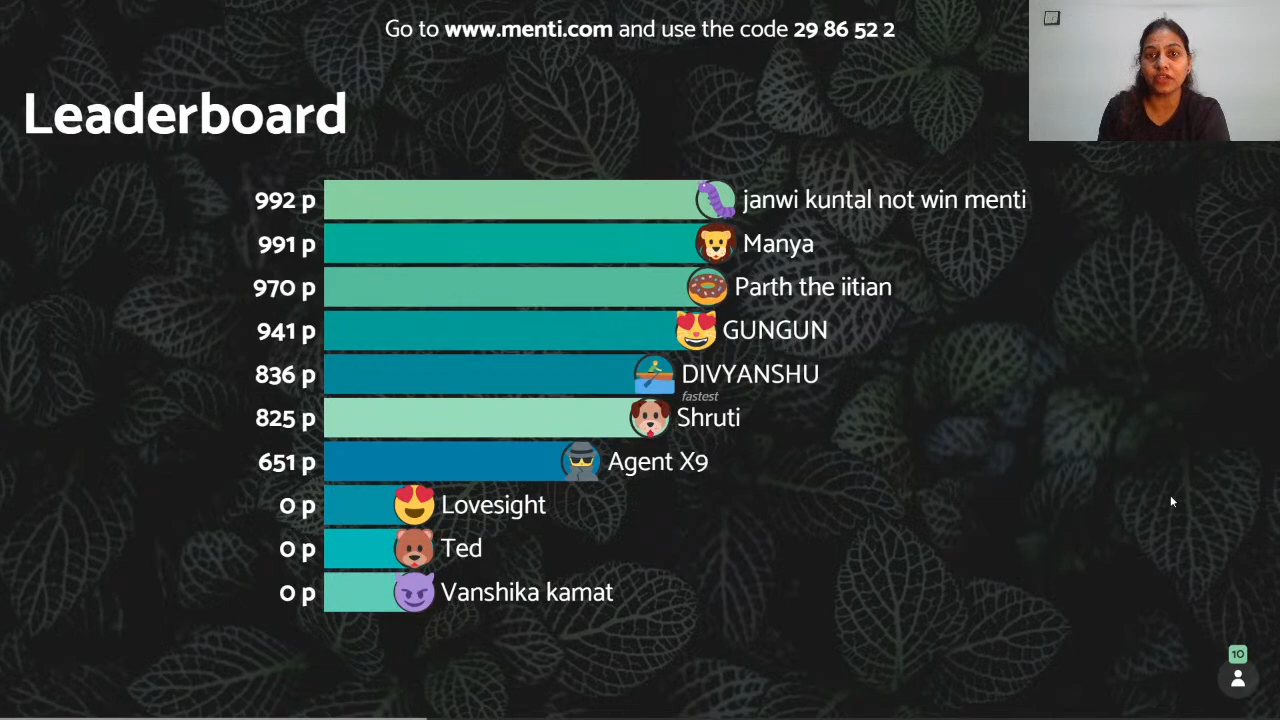 Go to www.menti.com and use the code 29 86 52 2
Leaderboard
992 p janwi kuntal not win menti
991 p Manya
970 p Parth the iitian
941 p GUNGUN
836 p DIVYANSHU
fastest
825 p Shruti
651 p Agent X9
0 p Lovesight
0 p Ted
0 p Vanshika kamat
10